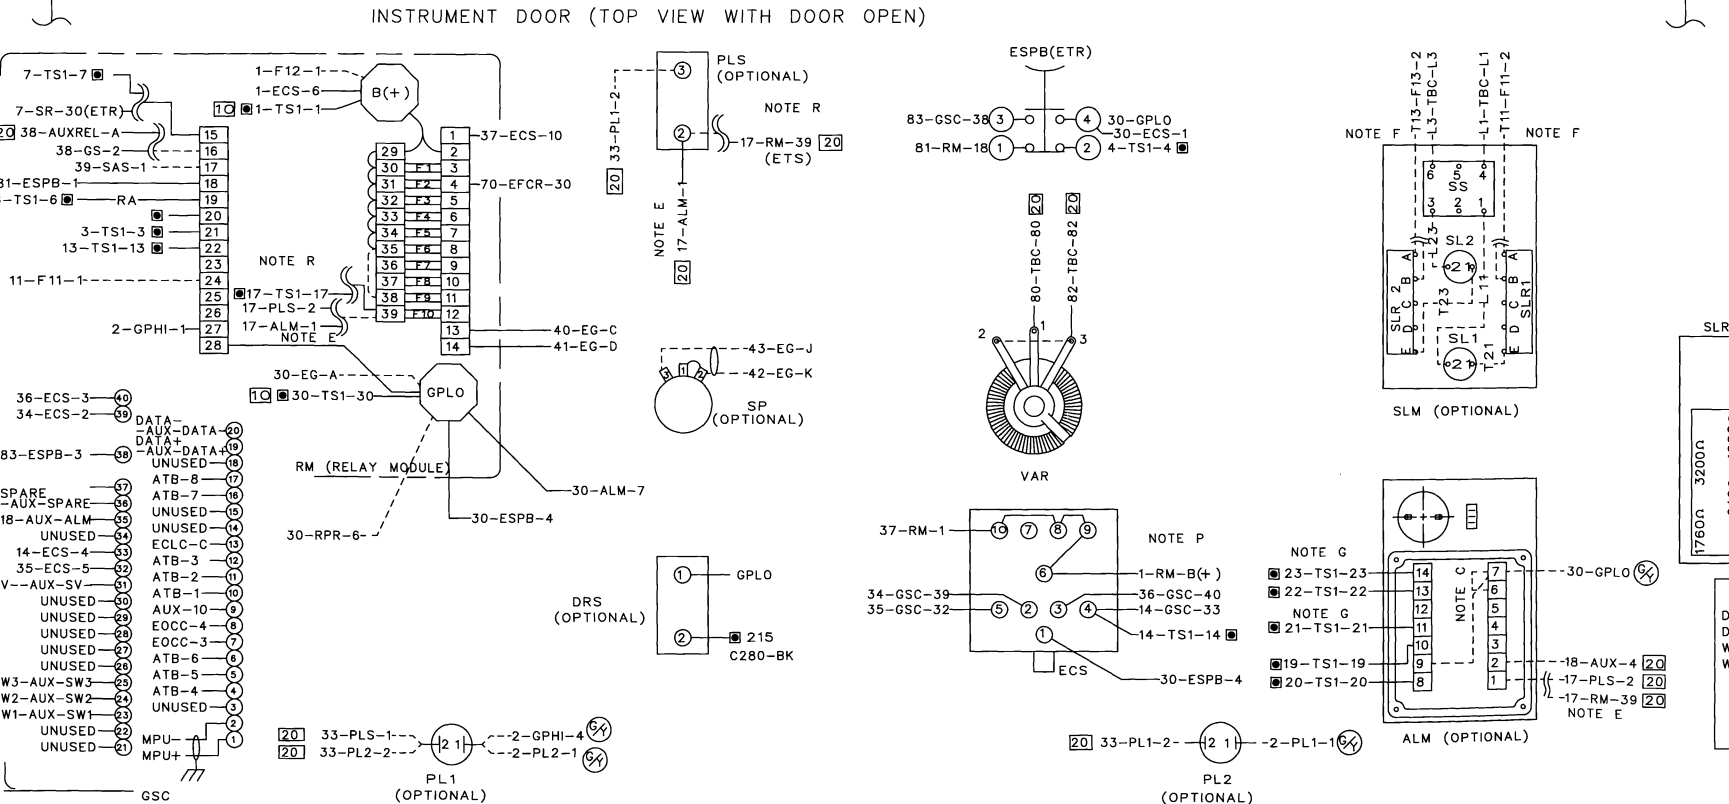 INSTRUMENT DOOR (TOP VIEW WITH DOOR OPEN)
7-TS1-7
7-SR-30(ETR)
20 38-AUXREL-A
38-GS-2
39-SAS-1
81-ESPB-1
-TS1-6 RA
3-TS1-3
13-TS1-13
11-F11-1
2-GPHI-1
15
16
17
18
19
20
21
22
23
24
25
26
27
28
1-F12-1
1-ECS-6
10 1-TS1-1
B(+)
NOTE R
17-TS1-17
17-PLS-2
17-ALM-1
NOTE E
29
30 F1
31 F2
32 F3
33 F4
34 F5
35 F6
36 F7
37 F8
38 F9
39 F10
1 37-ECS-10
2
3
4 70-EFCR-30
5
6
7
8
9
10
11
12
13 40-EG-C
14 41-EG-D
30-EG-A
10 30-TS1-30
GPLO
RM (RELAY MODULE)
30-ALM-7
30-ESPB-4
30-RPR-6
36-ECS-3 40
34-ECS-2 39
83-ESPB-3 38
37
SPARE
-AUX-SPARE 36
18-AUX-ALM 35
UNUSED 34
14-ECS-4 33
35-ECS-5 32
V--AUX-SV 31
UNUSED 30
UNUSED 29
UNUSED 28
UNUSED 27
UNUSED 26
W3-AUX-SW3 25
W2-AUX-SW2 24
W1-AUX-SW1 23
UNUSED 22
UNUSED 21
DATA-
-AUX-DATA- 20
DATA+
-AUX-DATA+ 19
UNUSED 18
ATB-8 17
ATB-7 16
UNUSED 15
UNUSED 14
ECLC-C 13
ATB-3 12
ATB-2 11
ATB-1 10
AUX-10 9
EOCC-4 8
EOCC-3 7
ATB-6 6
ATB-5 5
ATB-4 4
UNUSED 3
MPU- 2
MPU+ 1
GSC
PLS
(OPTIONAL)
3
2
33-PL1-2
20
NOTE R
17-RM-39 20
(ETS)
NOTE E
17-ALM-1
20
43-EG-J
42-EG-K
3 1 2
SP
(OPTIONAL)
DRS
(OPTIONAL)
1 GPLO
2 215
C280-BK
20 33-PLS-1
20 33-PL2-2
2 1
2-GPHI-4 G/Y
2-PL2-1 G/Y
PL1
(OPTIONAL)
ESPB(ETR)
83-GSC-38 3
4 30-GPLO
30-ECS-1
81-RM-18 1
2 4-TS1-4
80-TBC-80 20
82-TBC-82 20
2
1
3
VAR
37-RM-1
10 7 8 9
NOTE P
6 1-RM-B(+)
34-GSC-39
35-GSC-32
5 2 3 4
36-GSC-40
14-GSC-33
14-TS1-14
1
ECS
30-ESPB-4
20 33-PL1-2
2 1
2-PL1-1 G/Y
PL2
(OPTIONAL)
T13-F13-2
L3-TBC-L3
L1-TBC-L1
T11-F11-2
NOTE F
NOTE F
6 5 4
SS
3 2 1
L23
SL2
2 1
T23
L11
SLR 2
A B C D E
SLR1
A B C D E
SL1
2 1
T21
SLM (OPTIONAL)
NOTE G
23-TS1-23
22-TS1-22
NOTE G
21-TS1-21
19-TS1-19
20-TS1-20
14
13
12
11
10
9
8
NOTE C
7
6
5
4
3
2
1
30-GPLO G/Y
18-AUX-4 20
17-PLS-2 20
17-RM-39 20
NOTE E
ALM (OPTIONAL)
SLR
1760Ω 3200Ω
D
D
W
W